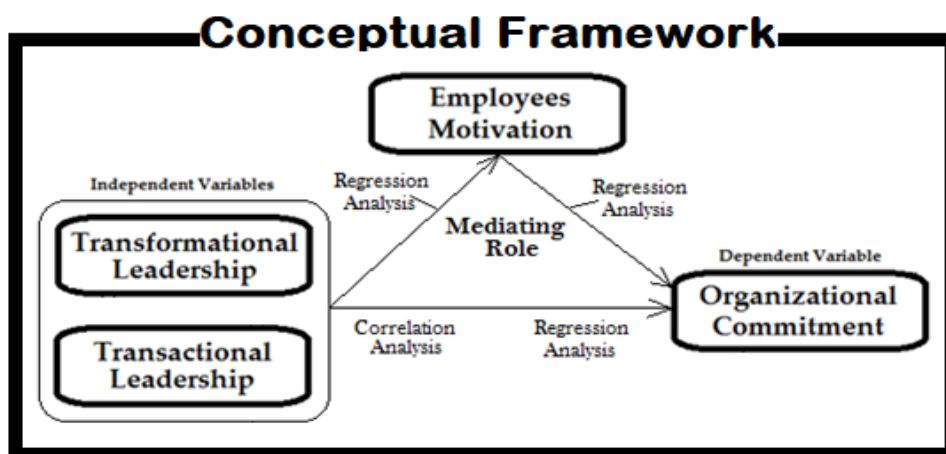 Conceptual Framework
Employees
Motivation
Independent Variables
Regression
Analysis
Regression
Analysis
Mediating
Role
Transformational
Leadership
Dependent Variable
Organizational
Commitment
Correlation
Analysis
Regression
Analysis
Transactional
Leadership